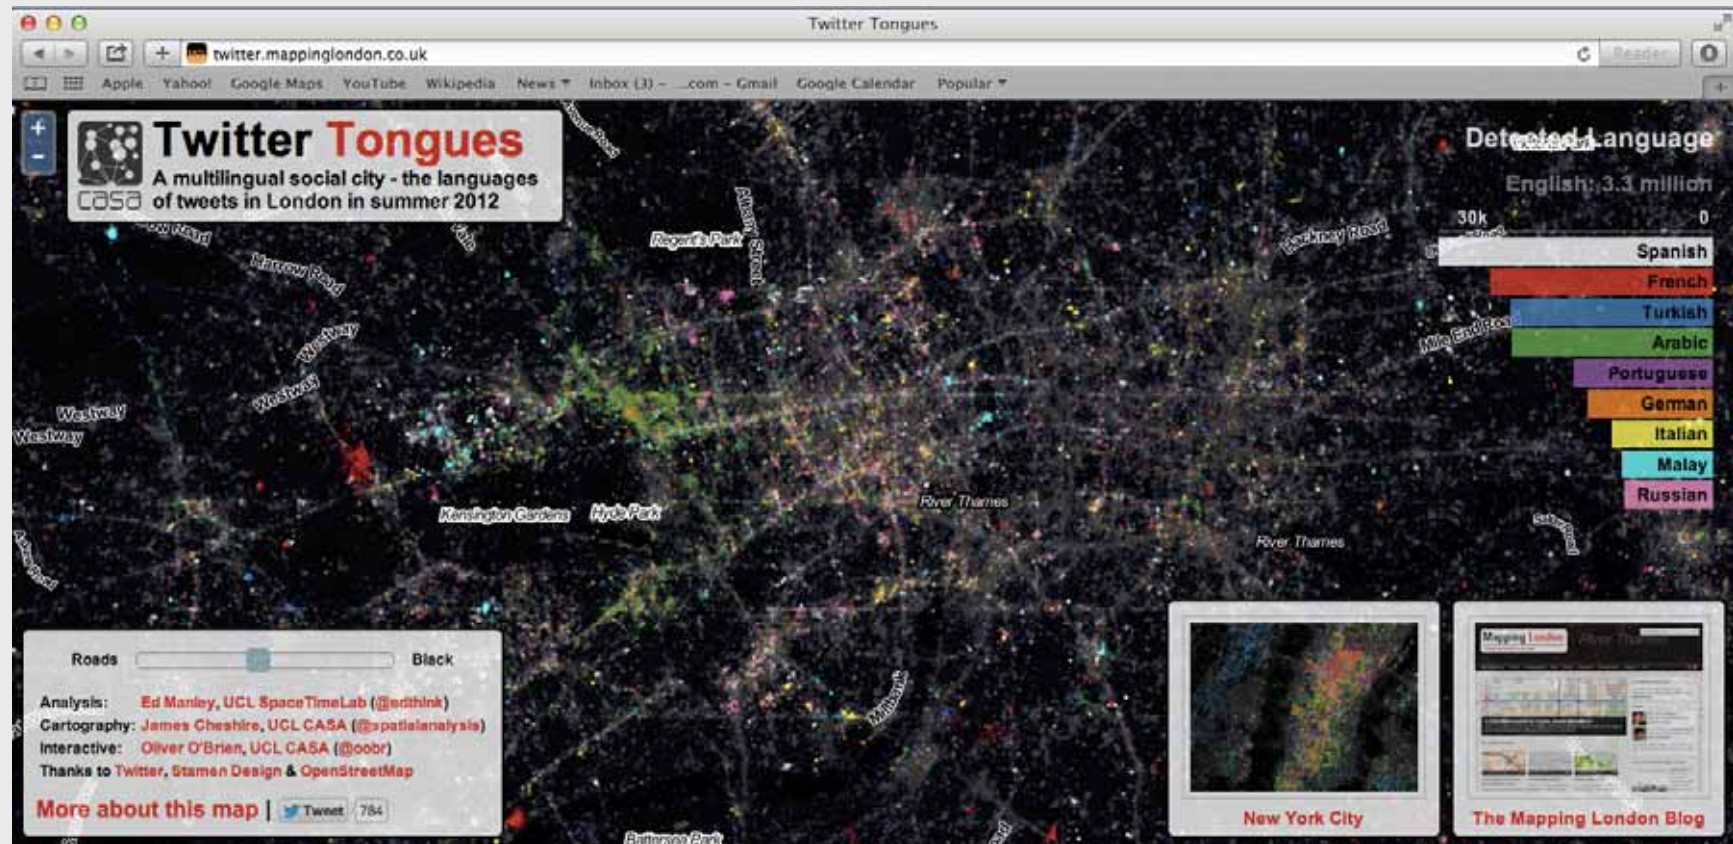 Twitter Tongues
twitter.mappinglondon.co.uk
Reader
Apple Yahoo! Google Maps YouTube Wikipedia News Inbox (3) – ...com – Gmail Google Calendar Popular
Twitter Tongues
A multilingual social city - the languages
of tweets in London in summer 2012
casa
Detected Language
English: 3.3 million
30k 0
Spanish
French
Turkish
Arabic
Portuguese
German
Italian
Malay
Russian
Regent's Park
Albany Street
Hackney Road
Harrow Road
Westway
Westway
Westway
Westway
Mile End Road
Kensington Gardens
Hyde Park
River Thames
River Thames
Millbank
Battersea Park
Roads Black
Analysis: Ed Manley, UCL SpaceTimeLab (@edthink)
Cartography: James Cheshire, UCL CASA (@spatialanalysis)
Interactive: Oliver O'Brien, UCL CASA (@oobr)
Thanks to Twitter, Stamen Design & OpenStreetMap
More about this map | Tweet 784
New York City
Mapping London
The Mapping London Blog